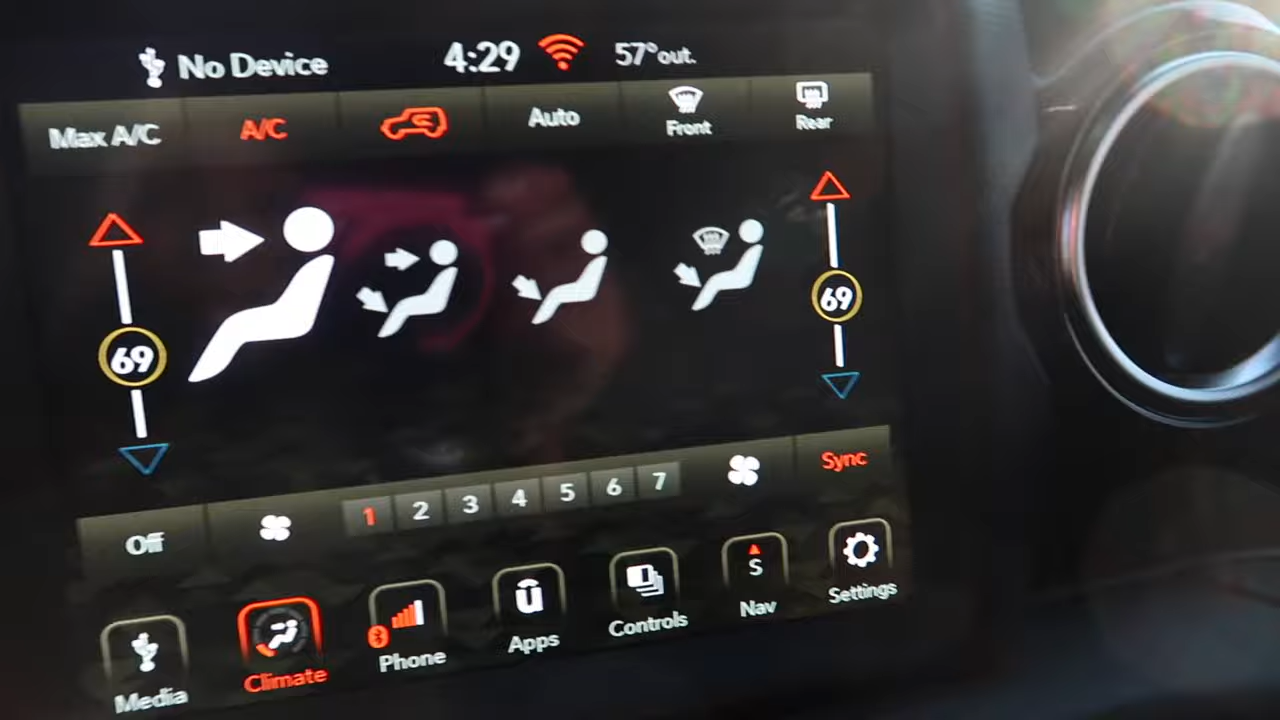 No Device 4:29 57° out.
Max A/C A/C Auto Front Rear
69 69
Off 1 2 3 4 5 6 7 Sync
S
Media Climate Phone Apps Controls Nav Settings